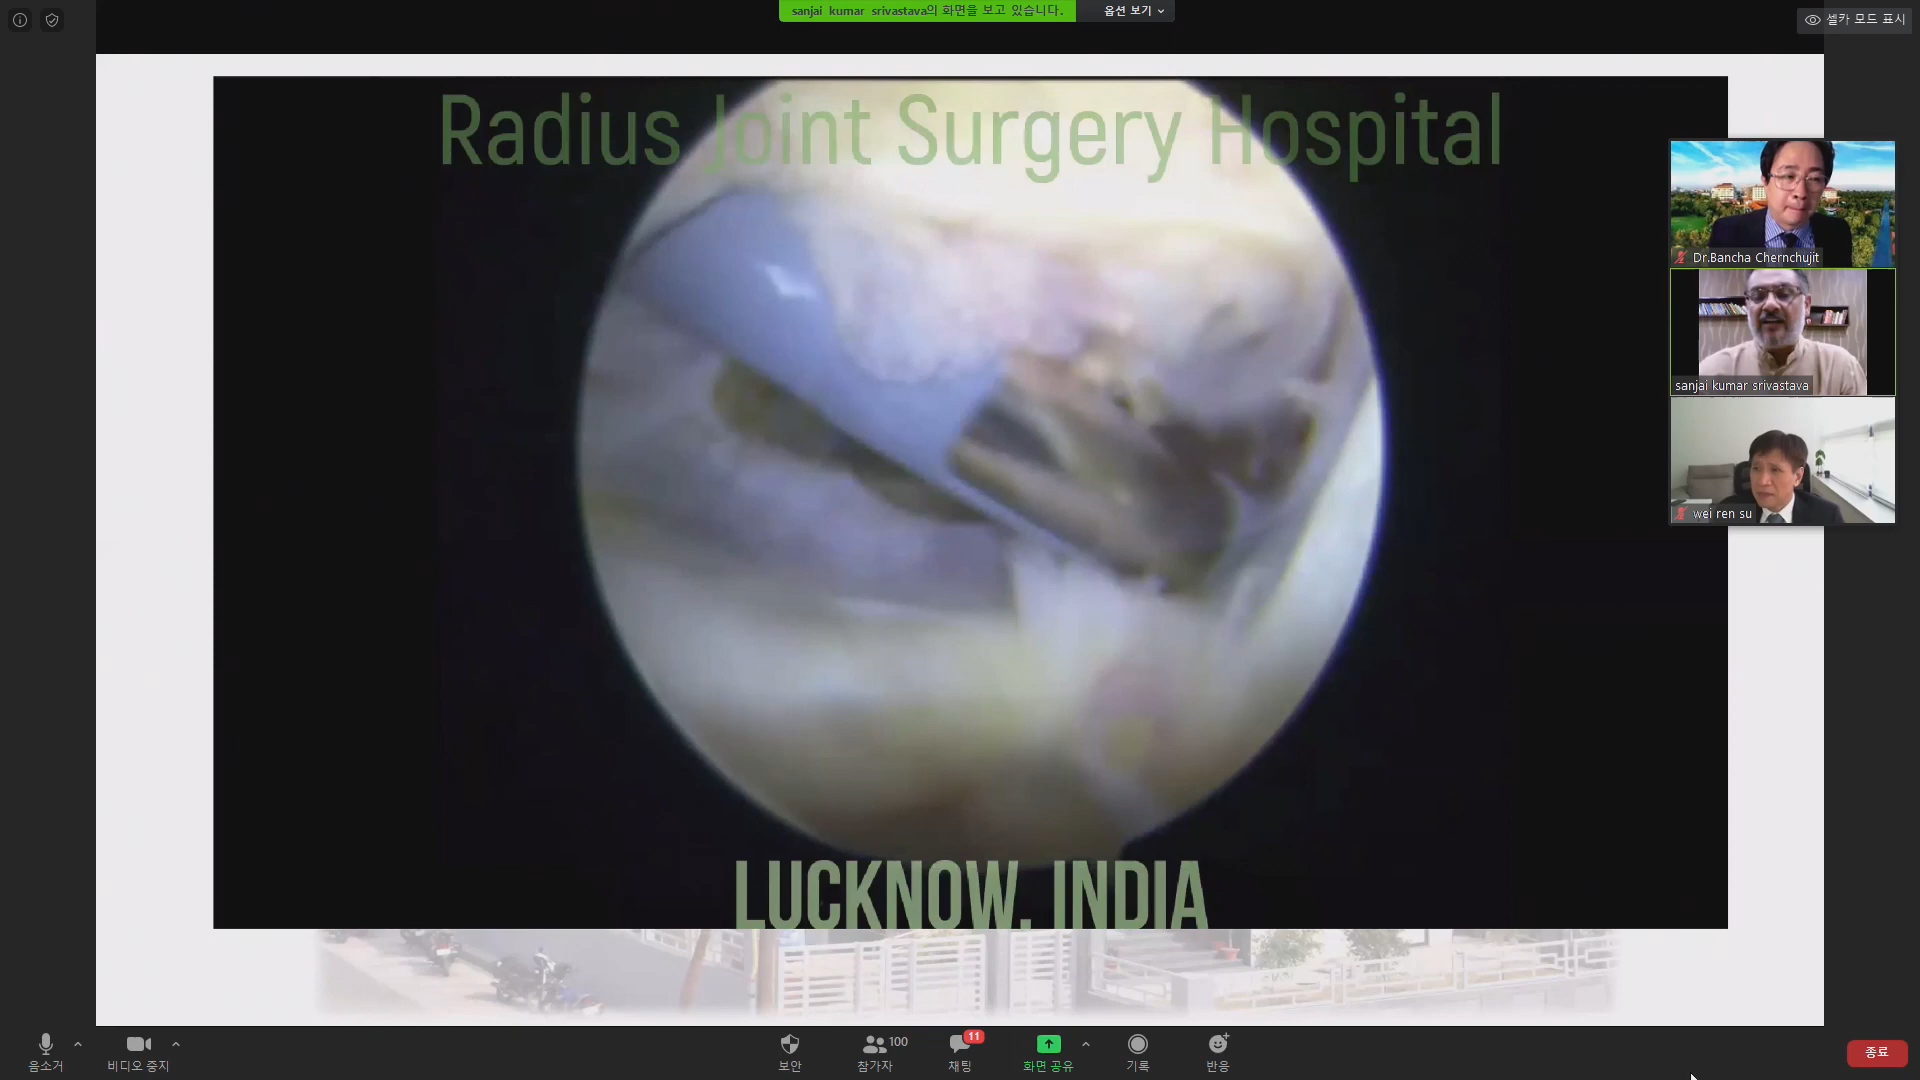 sanjai kumar srivastava의 화면을 보고 있습니다.
옵션 보기
셀카 모드 표시
Radius Joint Surgery Hospital
Dr.Bancha Chernchujit
sanjai kumar srivastava
wei ren su
LUCKNOW, INDIA
음소거
비디오 중지
보안
참가자
100
채팅
11
화면 공유
기록
반응
종료